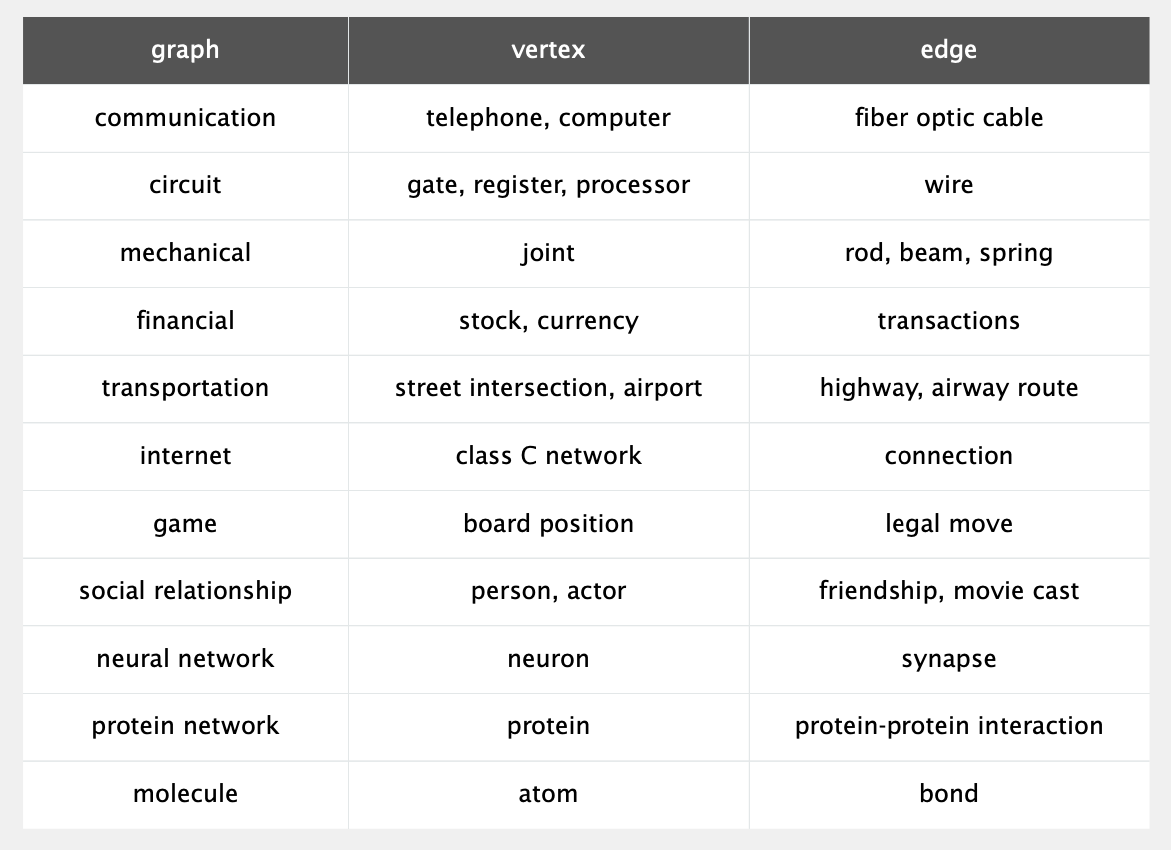 graph vertex edge
communication telephone, computer fiber optic cable
circuit gate, register, processor wire
mechanical joint rod, beam, spring
financial stock, currency transactions
transportation street intersection, airport highway, airway route
internet class C network connection
game board position legal move
social relationship person, actor friendship, movie cast
neural network neuron synapse
protein network protein protein-protein interaction
molecule atom bond